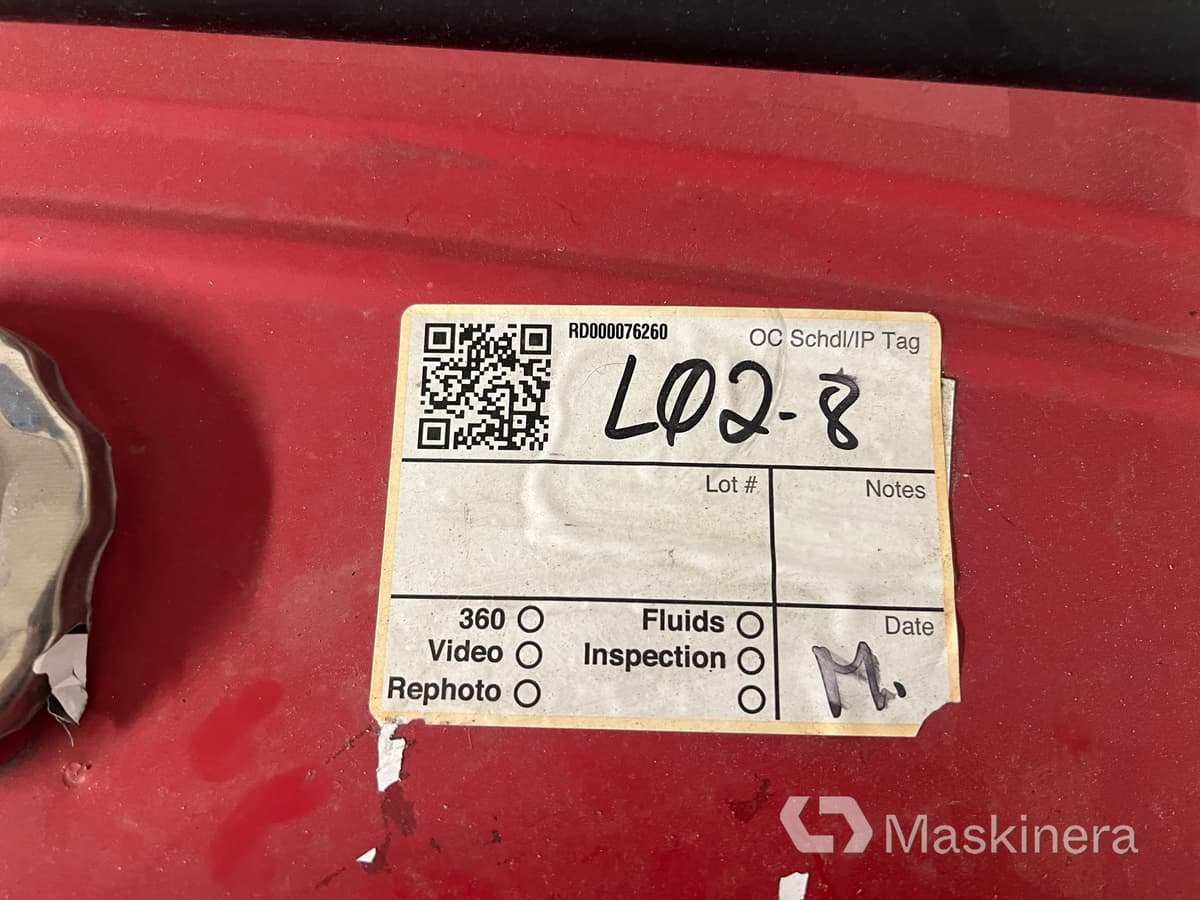 RD000076260
OC Schdl/IP Tag
LØ2-8
Lot #
Notes
360
Fluids
Date
Video
Inspection
M.
Rephoto
Maskinera